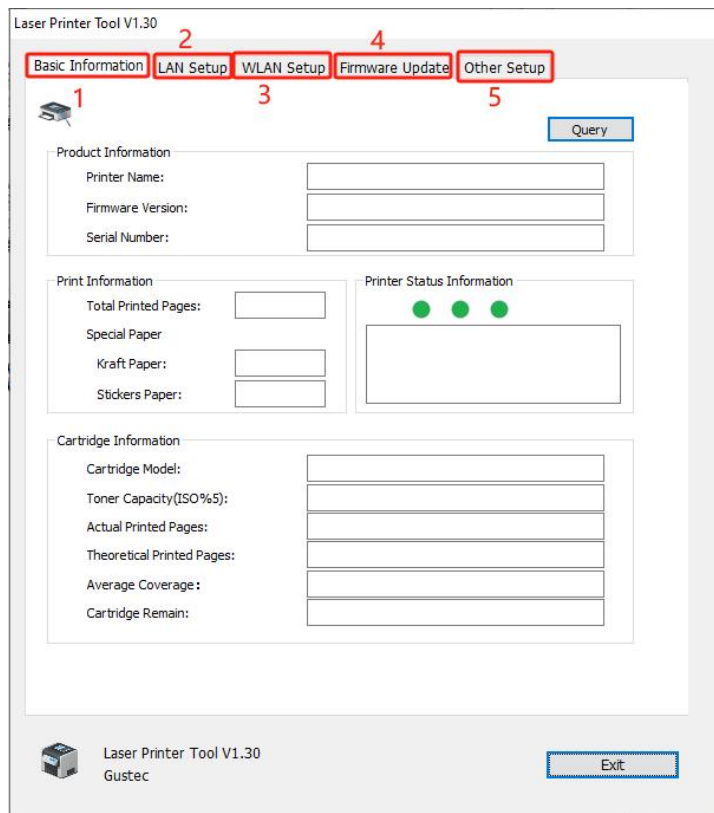 Laser Printer Tool V1.30
2 4
Basic Information LAN Setup WLAN Setup Firmware Update Other Setup
1 3 5
Query
Product Information
Printer Name:
Firmware Version:
Serial Number:
Print Information
Total Printed Pages:
Special Paper
Kraft Paper:
Stickers Paper:
Printer Status Information
Cartridge Information
Cartridge Model:
Toner Capacity(ISO%5):
Actual Printed Pages:
Theoretical Printed Pages:
Average Coverage:
Cartridge Remain:
Laser Printer Tool V1.30
Gustec
Exit